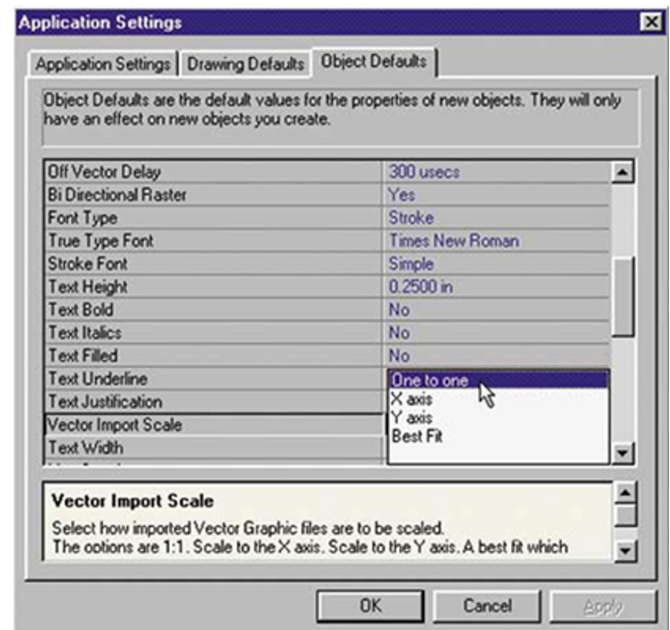 Application Settings
Application Settings Drawing Defaults Object Defaults
Object Defaults are the default values for the properties of new objects. They will only
have an effect on new objects you create.
Off Vector Delay 300 usecs
Bi Directional Raster Yes
Font Type Stroke
True Type Font Times New Roman
Stroke Font Simple
Text Height 0.2500 in
Text Bold No
Text Italics No
Text Filled No
Text Underline One to one
Text Justification X axis
Vector Import Scale Y axis
Text Width Best Fit
Vector Import Scale
Select how imported Vector Graphic files are to be scaled.
The options are 1:1. Scale to the X axis. Scale to the Y axis. A best fit which
OK Cancel Apply